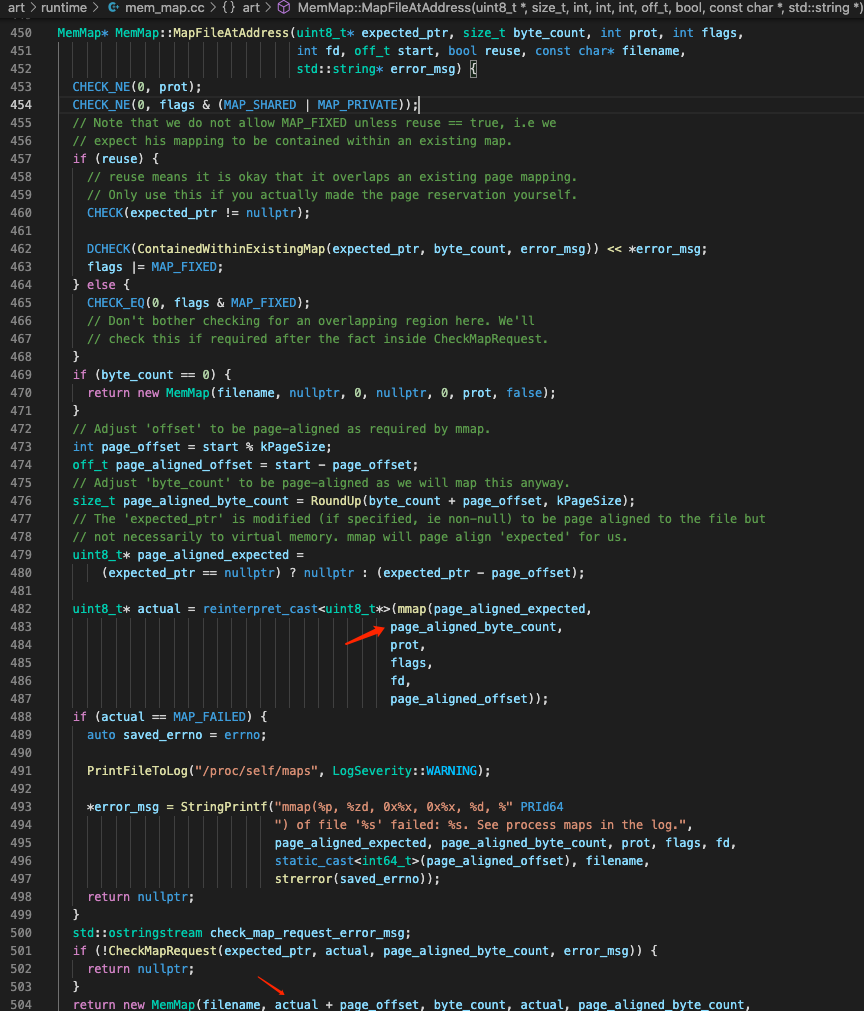 art > runtime > mem_map.cc > {} art > MemMap::MapFileAtAddress(uint8_t *, size_t, int, int, int, off_t, bool, const char *, std::string *)
450 MemMap* MemMap::MapFileAtAddress(uint8_t* expected_ptr, size_t byte_count, int prot, int flags,
451 int fd, off_t start, bool reuse, const char* filename,
452 std::string* error_msg) {
453 CHECK_NE(0, prot);
454 CHECK_NE(0, flags & (MAP_SHARED | MAP_PRIVATE));
455 // Note that we do not allow MAP_FIXED unless reuse == true, i.e we
456 // expect his mapping to be contained within an existing map.
457 if (reuse) {
458 // reuse means it is okay that it overlaps an existing page mapping.
459 // Only use this if you actually made the page reservation yourself.
460 CHECK(expected_ptr != nullptr);
461
462 DCHECK(ContainedWithinExistingMap(expected_ptr, byte_count, error_msg)) << *error_msg;
463 flags |= MAP_FIXED;
464 } else {
465 CHECK_EQ(0, flags & MAP_FIXED);
466 // Don't bother checking for an overlapping region here. We'll
467 // check this if required after the fact inside CheckMapRequest.
468 }
469 if (byte_count == 0) {
470 return new MemMap(filename, nullptr, 0, nullptr, 0, prot, false);
471 }
472 // Adjust 'offset' to be page-aligned as required by mmap.
473 int page_offset = start % kPageSize;
474 off_t page_aligned_offset = start - page_offset;
475 // Adjust 'byte_count' to be page-aligned as we will map this anyway.
476 size_t page_aligned_byte_count = RoundUp(byte_count + page_offset, kPageSize);
477 // The 'expected_ptr' is modified (if specified, ie non-null) to be page aligned to the file but
478 // not necessarily to virtual memory. mmap will page align 'expected' for us.
479 uint8_t* page_aligned_expected =
480 (expected_ptr == nullptr) ? nullptr : (expected_ptr - page_offset);
481
482 uint8_t* actual = reinterpret_cast<uint8_t*>(mmap(page_aligned_expected,
483 page_aligned_byte_count,
484 prot,
485 flags,
486 fd,
487 page_aligned_offset));
488 if (actual == MAP_FAILED) {
489 auto saved_errno = errno;
490
491 PrintFileToLog("/proc/self/maps", LogSeverity::WARNING);
492
493 *error_msg = StringPrintf("mmap(%p, %zd, 0x%x, 0x%x, %d, %" PRId64
494 ") of file '%s' failed: %s. See process maps in the log.",
495 page_aligned_expected, page_aligned_byte_count, prot, flags, fd,
496 static_cast<int64_t>(page_aligned_offset), filename,
497 strerror(saved_errno));
498 return nullptr;
499 }
500 std::ostringstream check_map_request_error_msg;
501 if (!CheckMapRequest(expected_ptr, actual, page_aligned_byte_count, error_msg)) {
502 return nullptr;
503 }
504 return new MemMap(filename, actual + page_offset, byte_count, actual, page_aligned_byte_count,